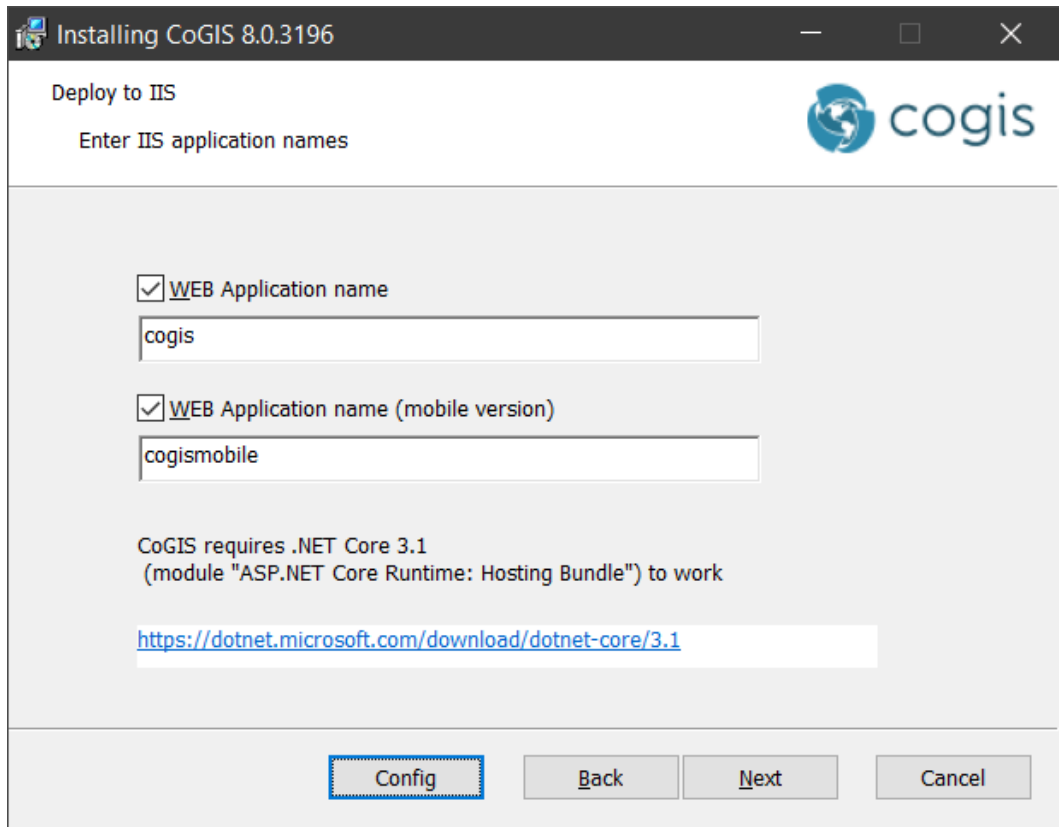 Installing CoGIS 8.0.3196
Deploy to IIS
Enter IIS application names
cogis
WEB Application name
cogis
WEB Application name (mobile version)
cogismobile
CoGIS requires .NET Core 3.1
(module "ASP.NET Core Runtime: Hosting Bundle") to work
https://dotnet.microsoft.com/download/dotnet-core/3.1
Config Back Next Cancel